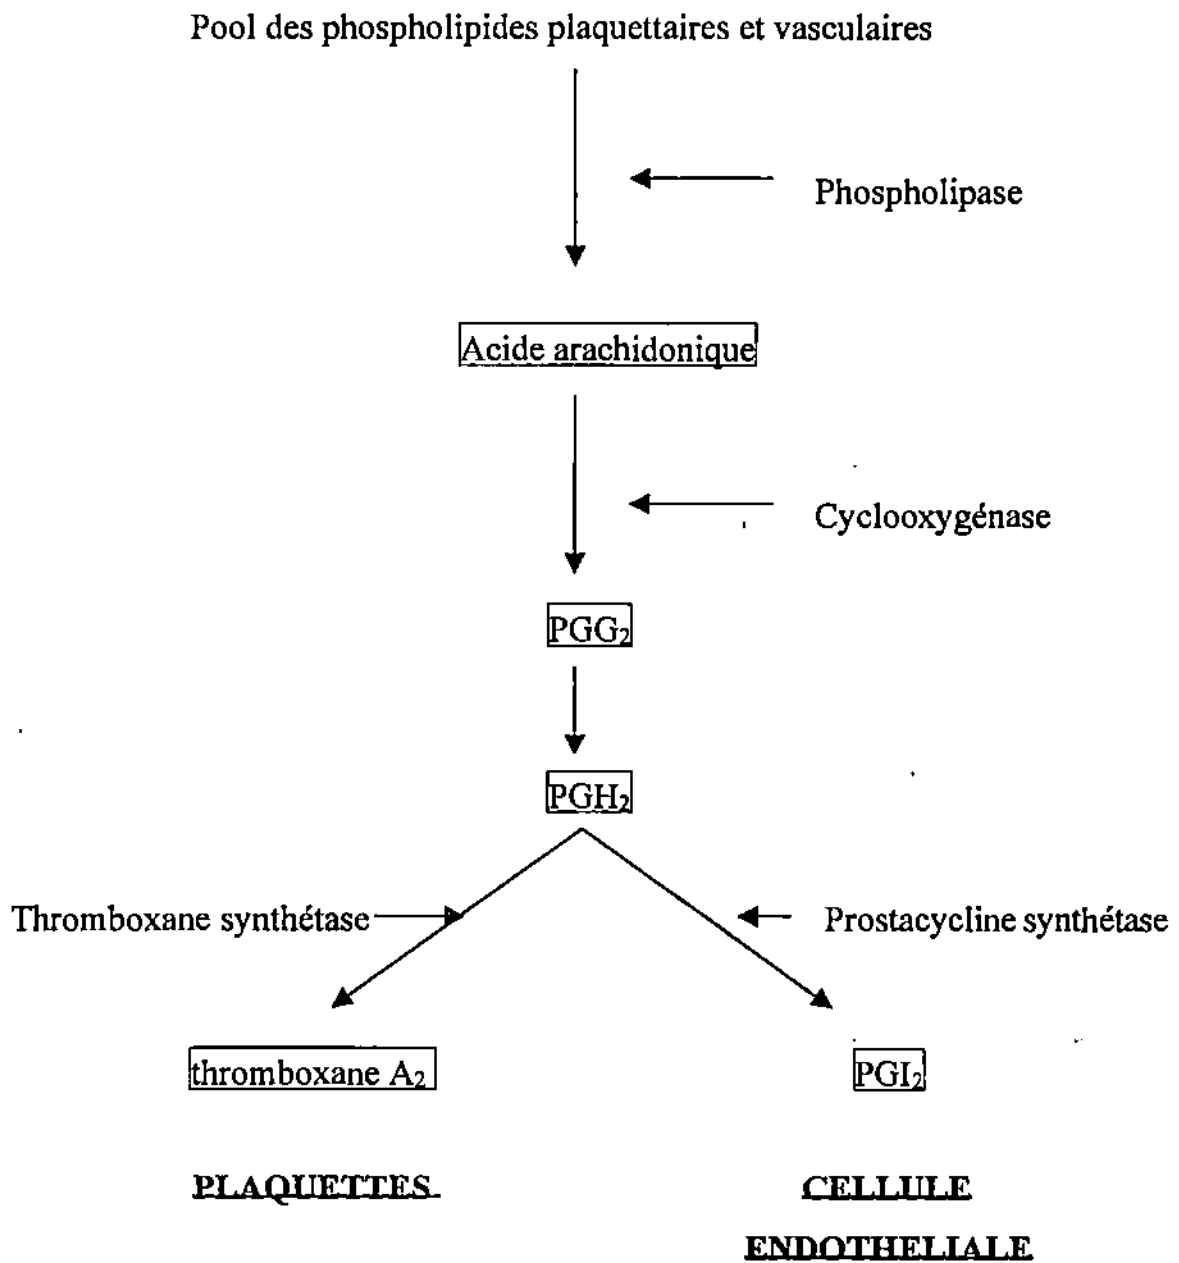 Pool des phospholipides plaquettaires et vasculaires
Phospholipase
Acide arachidonique
Cyclooxygénase
PGG₂
PGH₂
Thromboxane synthétase
Prostacycline synthétase
thromboxane A₂
PGI₂
PLAQUETTES
CELLULE
ENDOTHELIALE